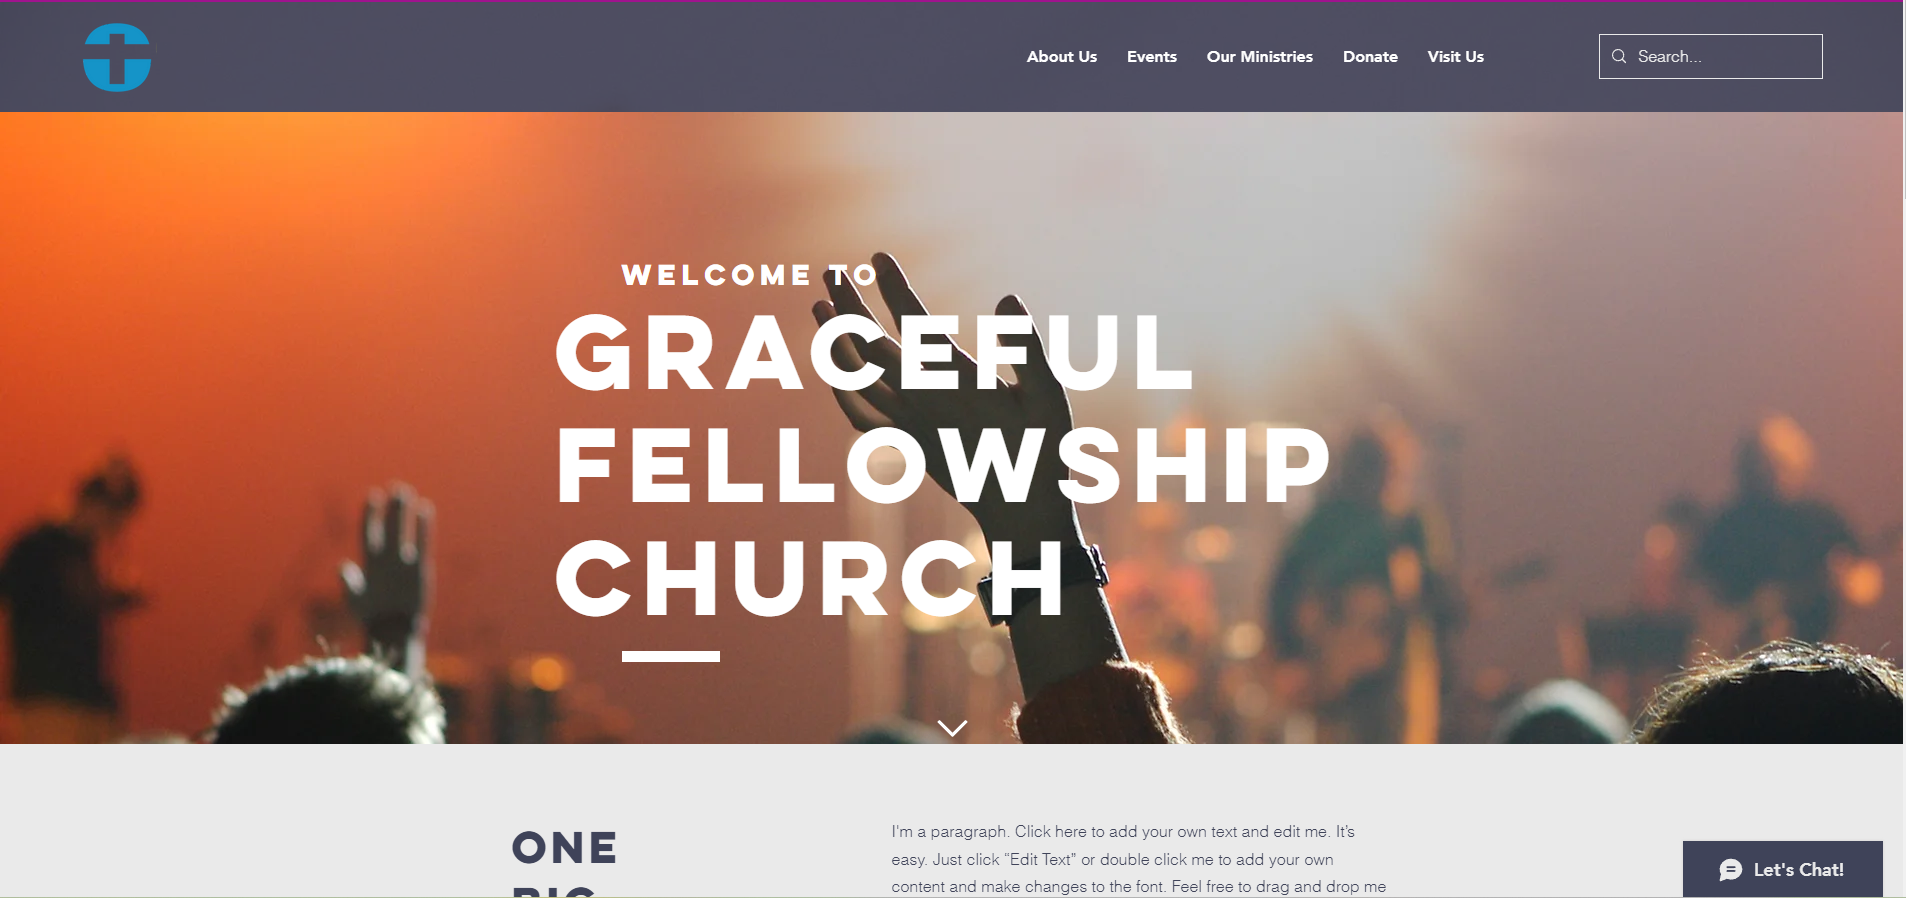 About Us Events Our Ministries Donate Visit Us Search...
WELCOME TO
GRACEFUL
FELLOWSHIP
CHURCH
ONE
BIG
I'm a paragraph. Click here to add your own text and edit me. It’s
easy. Just click “Edit Text” or double click me to add your own
content and make changes to the font. Feel free to drag and drop me
Let's Chat!